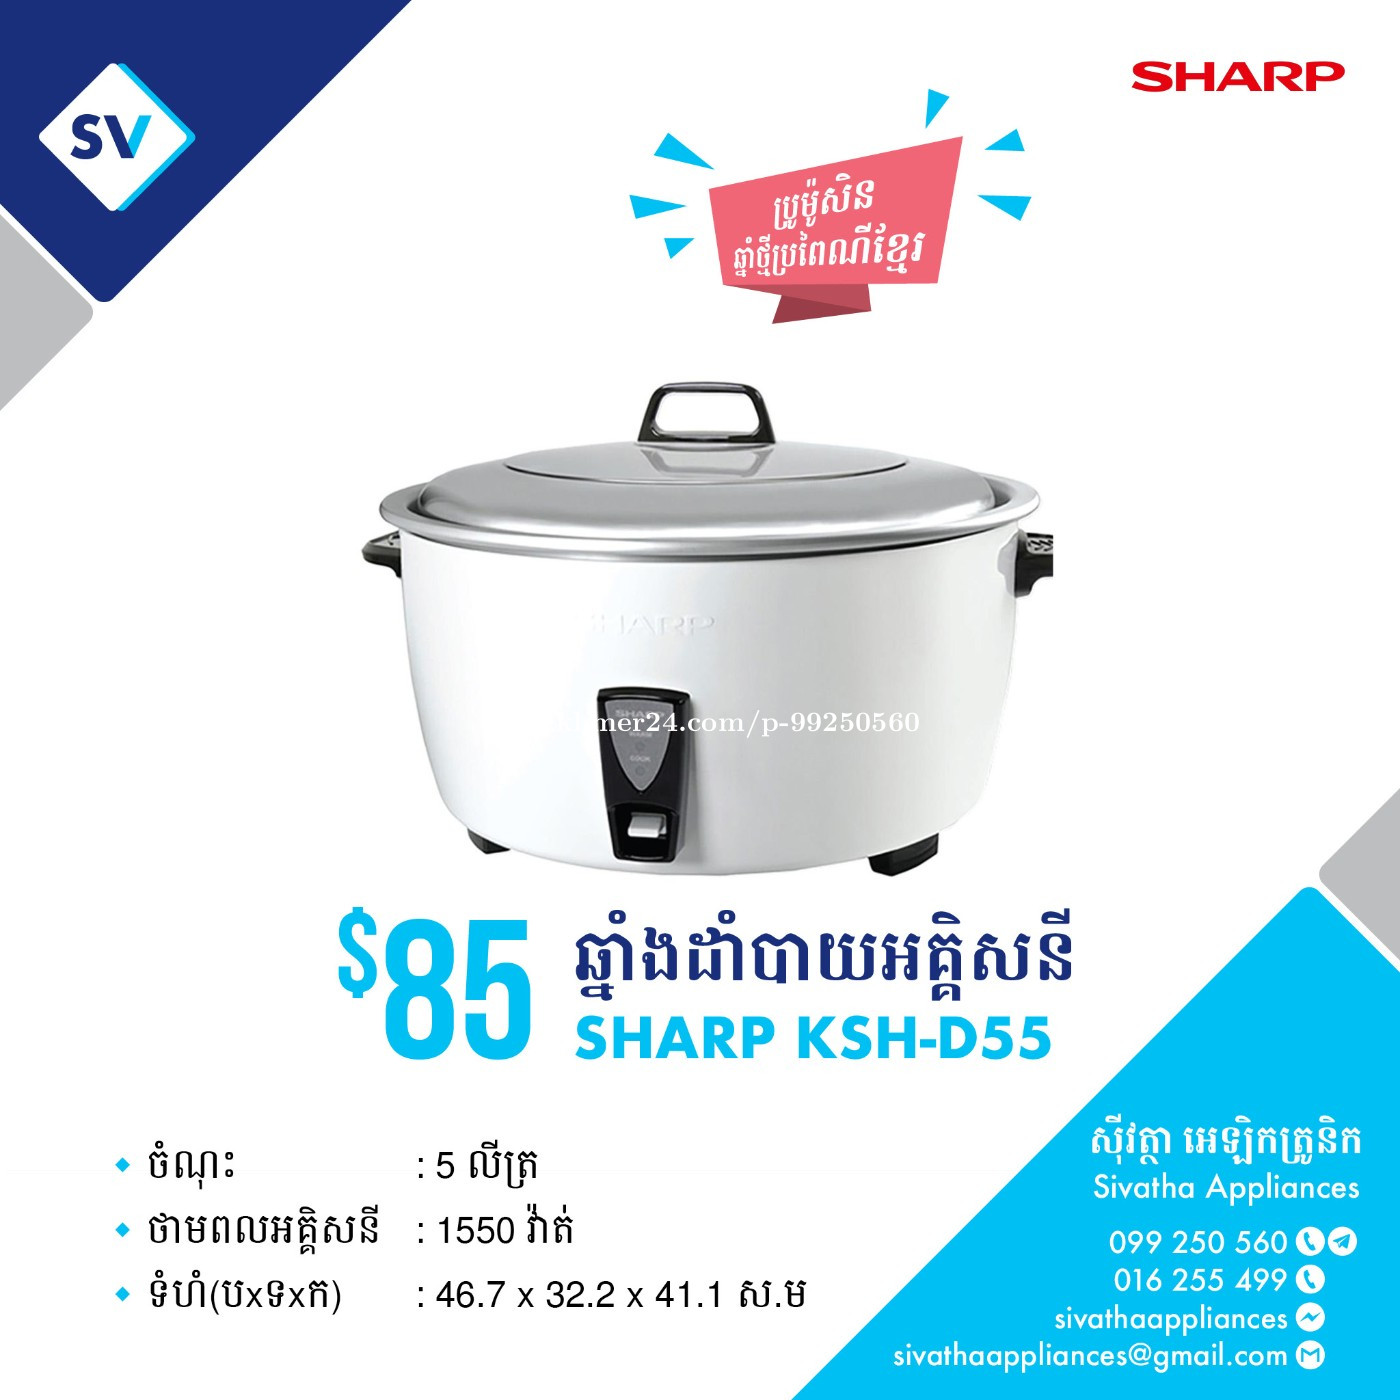 SV
SHARP
ប្រូម៉ូសិន
ឆ្នាំថ្មីប្រពៃណីខ្មែរ
SHARP
SHARP
WARM
COOK
mer24.com/p-99250560
$85
ឆ្នាំងដាំបាយអគ្គិសនី
SHARP KSH-D55
ចំណុះ : 5 លីត្រ
ថាមពលអគ្គិសនី : 1550 វ៉ាត់
ទំហំ(បxទxក) : 46.7 x 32.2 x 41.1 ស.ម
ស៊ីវត្ថា អេឡិកត្រូនិក
Sivatha Appliances
099 250 560
016 255 499
sivathaappliances
sivathaappliances@gmail.com